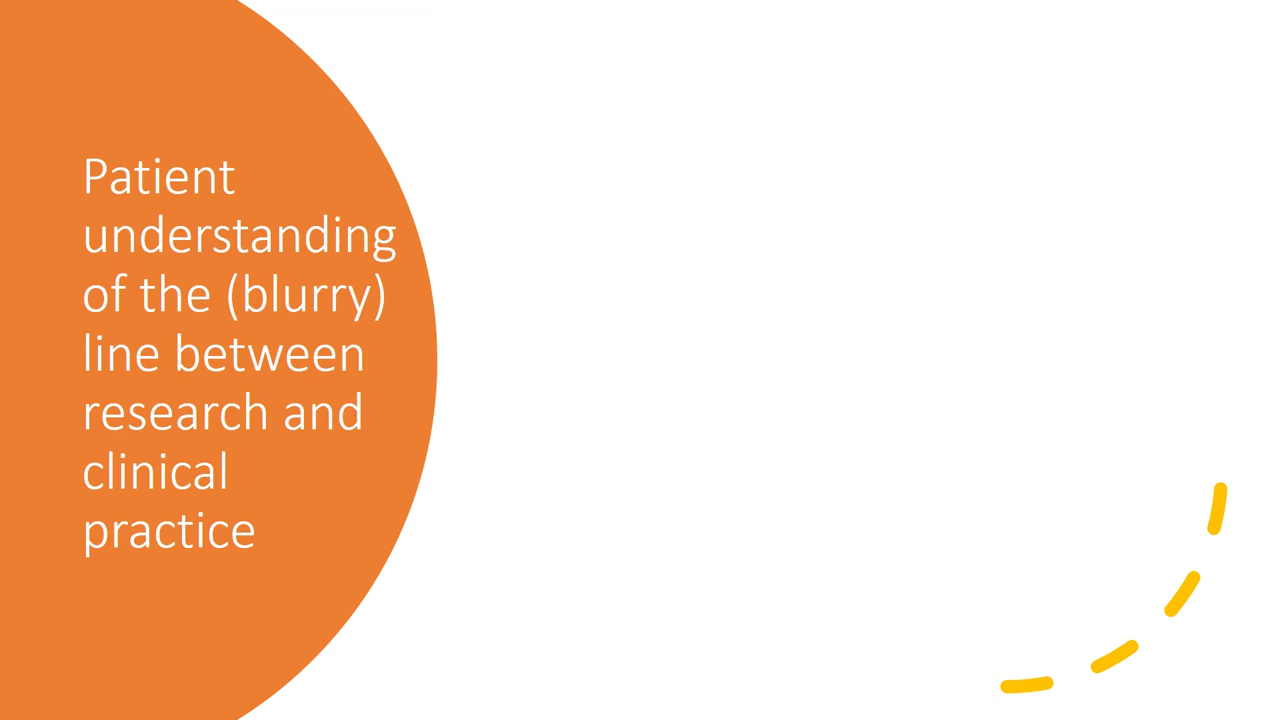 Patient
understanding
of the (blurry)
line between
research and
clinical
practice